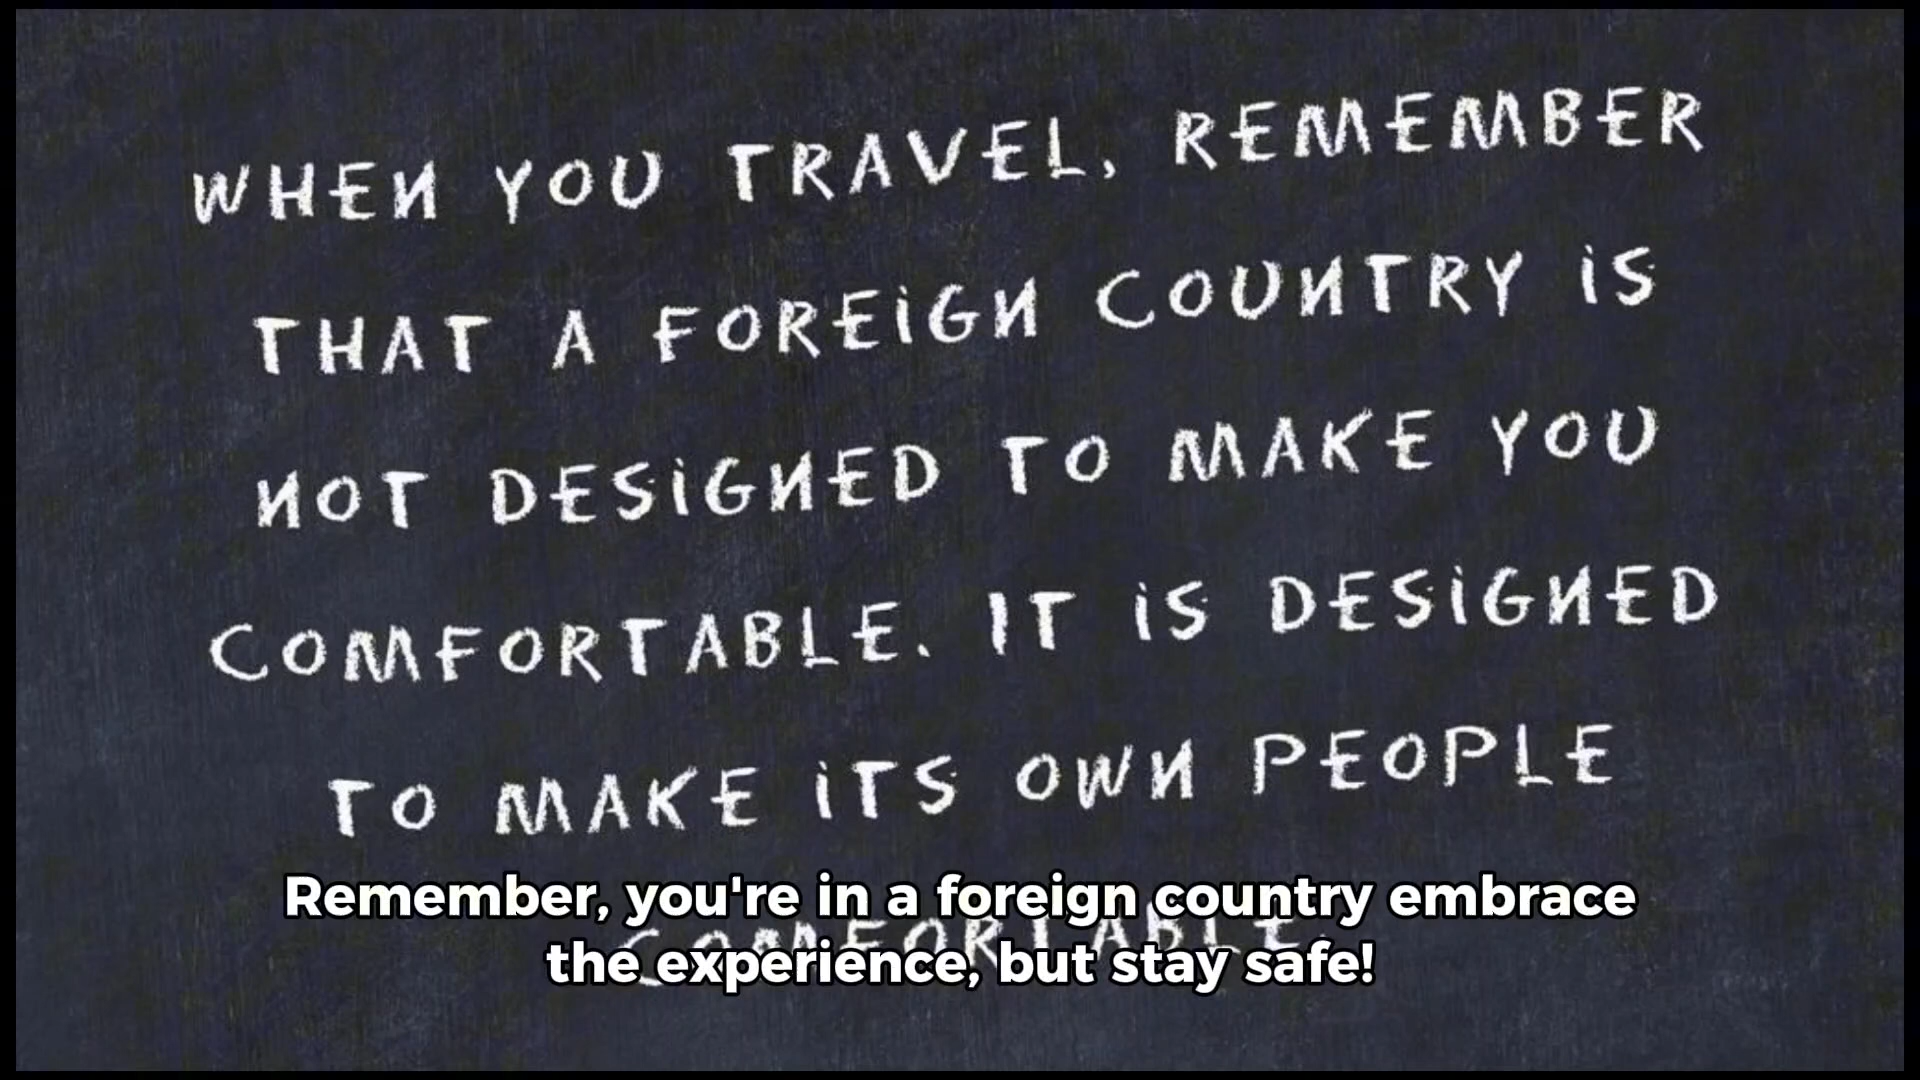 WHEN YOU TRAVEL, REMEMBER
THAT A FOREIGN COUNTRY IS
NOT DESIGNED TO MAKE YOU
COMFORTABLE. IT IS DESIGNED
TO MAKE ITS OWN PEOPLE
COMFORTABLE.
Remember, you're in a foreign country embrace
the experience, but stay safe!